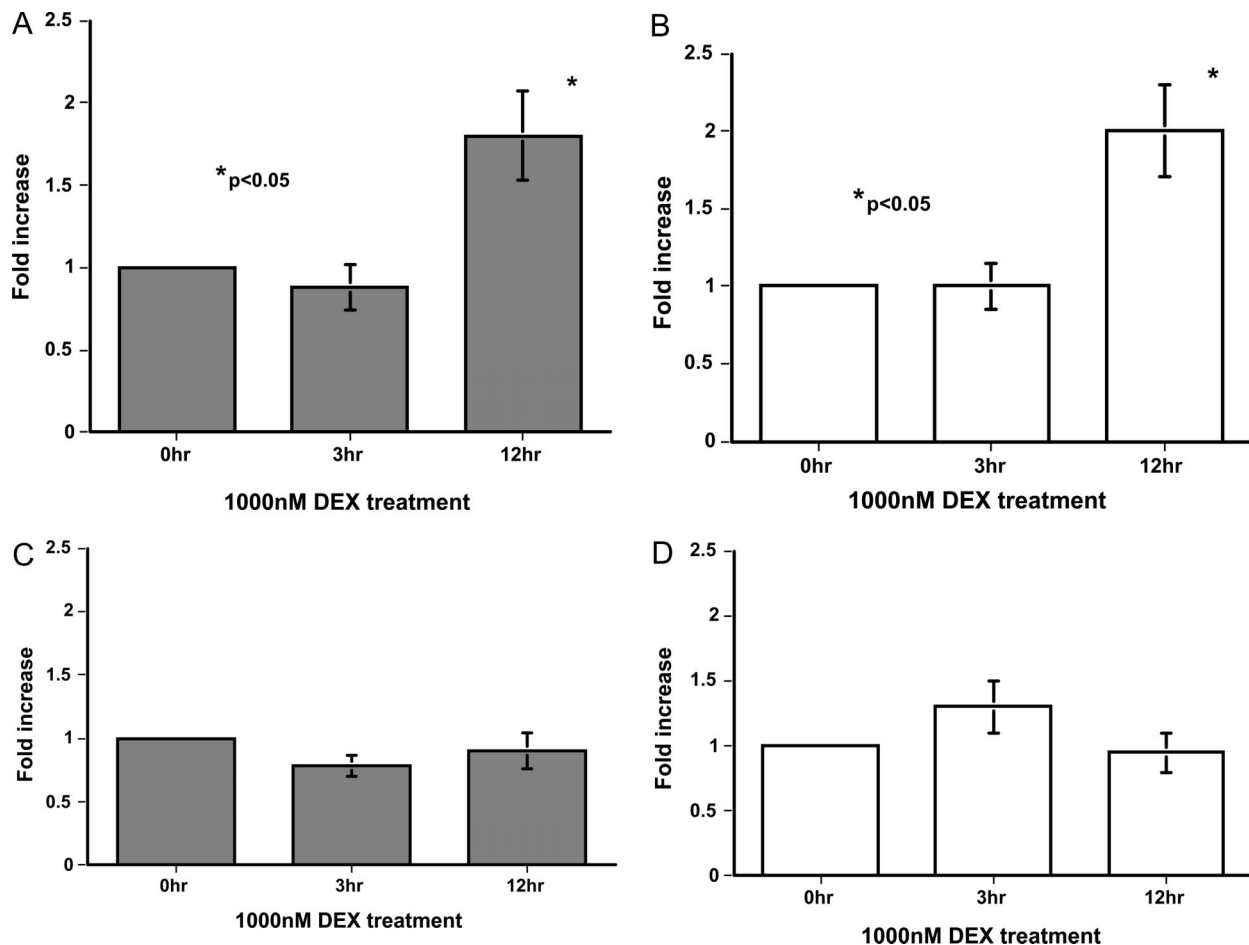 A
2.5
2
1.5
1
0.5
0
Fold increase
*p<0.05
*
0hr
3hr
12hr
1000nM DEX treatment
B
2.5
2
1.5
1
0.5
0
Fold increase
*p<0.05
*
0hr
3hr
12hr
1000nM DEX treatment
C
2.5
2
1.5
1
0.5
0
Fold increase
0hr
3hr
12hr
1000nM DEX treatment
D
2.5
2
1.5
1
0.5
0
Fold increase
0hr
3hr
12hr
1000nM DEX treatment